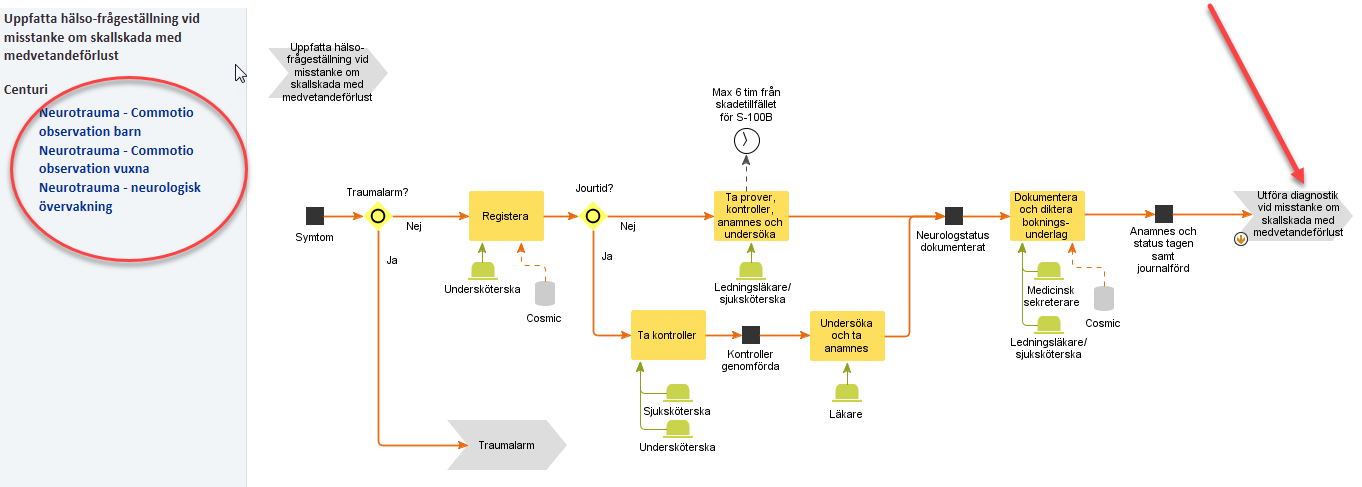 Uppfatta hälso-frågeställning vid
misstanke om skallskada med
medvetandeförlust
Centuri
Neurotrauma - Commotio
observation barn
Neurotrauma - Commotio
observation vuxna
Neurotrauma - neurologisk
övervakning
Uppfatta hälso-
frågeställning vid
misstanke om
skallskada med
medvetandeförlust
Max 6 tim från
skadetillfället
för S-100B
Traumalarm?
Jourtid?
Symtom
Nej
Ja
Registera
Undersköterska
Cosmic
Nej
Ja
Ta prover,
kontroller,
anamnes och
undersöka
Ledningsläkare/
sjuksköterska
Neurologstatus
dokumenterat
Dokumentera
och diktera
boknings-
underlag
Medicinsk
sekreterare
Ledningsläkare/
sjuksköterska
Cosmic
Anamnes och
status tagen
samt
journalförd
Utföra diagnostik
vid misstanke om
skallskada med
medvetandeförlust
Ta kontroller
Sjuksköterska
Undersköterska
Kontroller
genomförda
Undersöka
och ta
anamnes
Läkare
Traumalarm